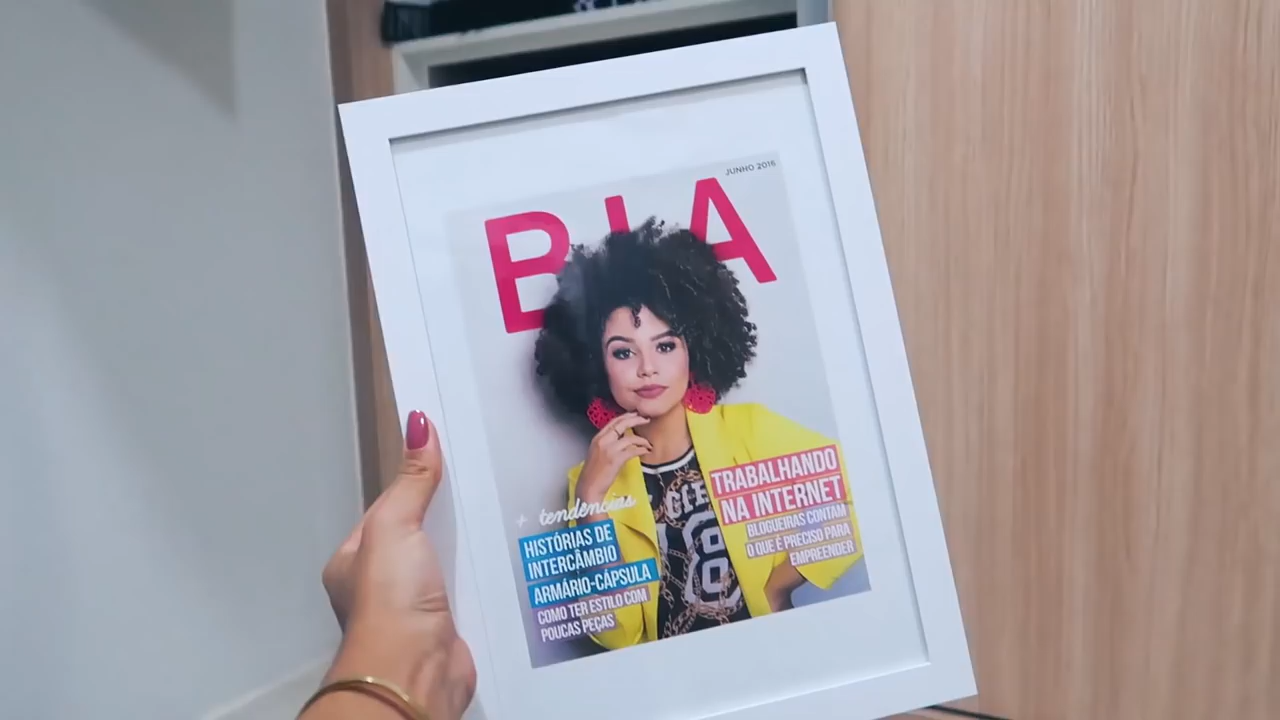 JUNHO 2016
BIA
+ tendências
HISTÓRIAS DE
INTERCÂMBIO
ARMÁRIO-CÁPSULA
COMO TER ESTILO COM
POUCAS PEÇAS
TRABALHANDO
NA INTERNET
BLOGUEIRAS CONTAM
O QUE É PRECISO PARA
EMPREENDER